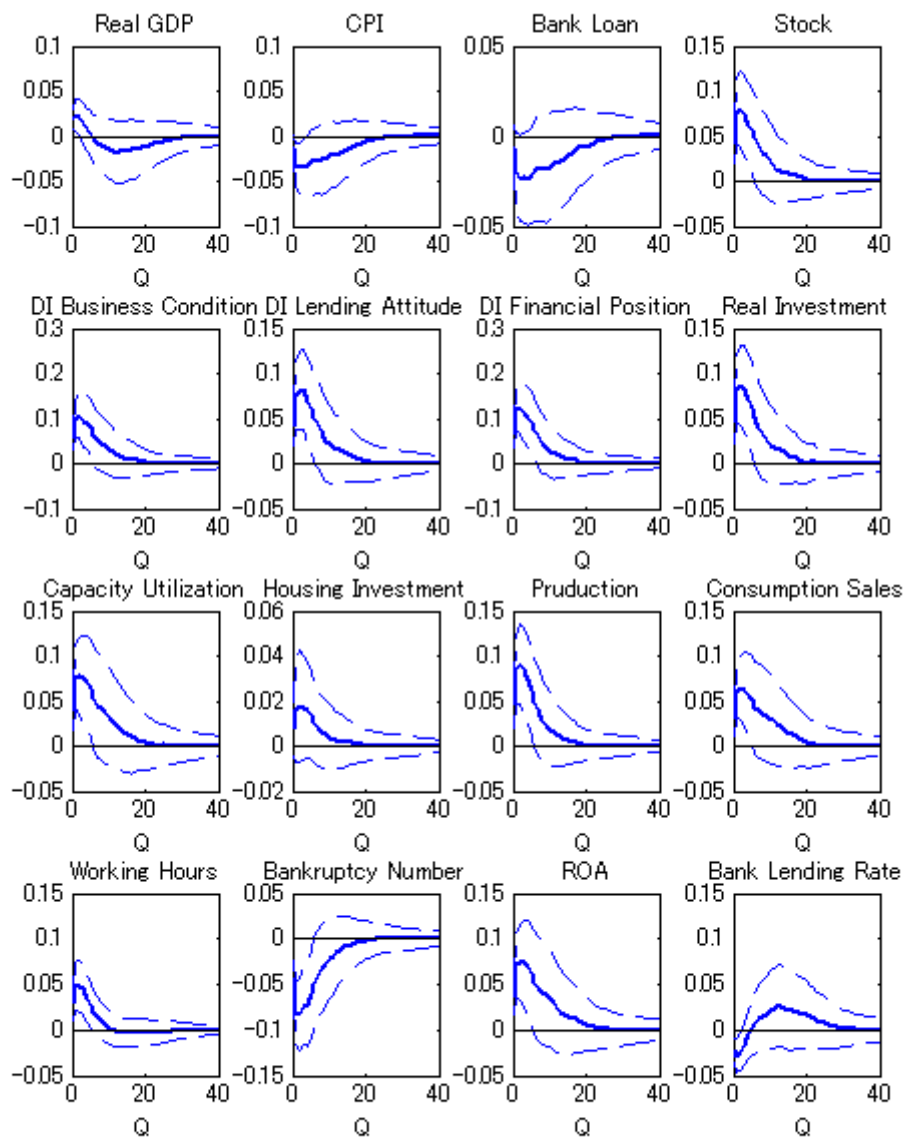 Real GDP CPI Bank Loan Stock
0.1 0.1 0.05 0.15
0.05 0.05 0.1
0 0 0 0.05
-0.05 -0.05 0
-0.1 -0.1 -0.05 -0.05
0 20 40 0 20 40 0 20 40 0 20 40
Q Q Q Q
DI Business Condition DI Lending Attitude DI Financial Position Real Investment
0.3 0.15 0.3 0.15
0.2 0.1 0.2 0.1
0.1 0.05 0.1 0.05
0 0 0 0
-0.1 -0.05 -0.1 -0.05
0 20 40 0 20 40 0 20 40 0 20 40
Q Q Q Q
Capacity Utilization Housing Investment Pruduction Consumption Sales
0.15 0.06 0.15 0.15
0.1 0.04 0.1 0.1
0.05 0.02 0.05 0.05
0 0 0 0
-0.05 -0.02 -0.05 -0.05
0 20 40 0 20 40 0 20 40 0 20 40
Q Q Q Q
Working Hours Bankruptcy Number ROA Bank Lending Rate
0.15 0.05 0.15 0.15
0.1 0 0.1 0.1
0.05 -0.05 0.05 0.05
0 -0.1 0 0
-0.05 -0.15 -0.05 -0.05
0 20 40 0 20 40 0 20 40 0 20 40
Q Q Q Q